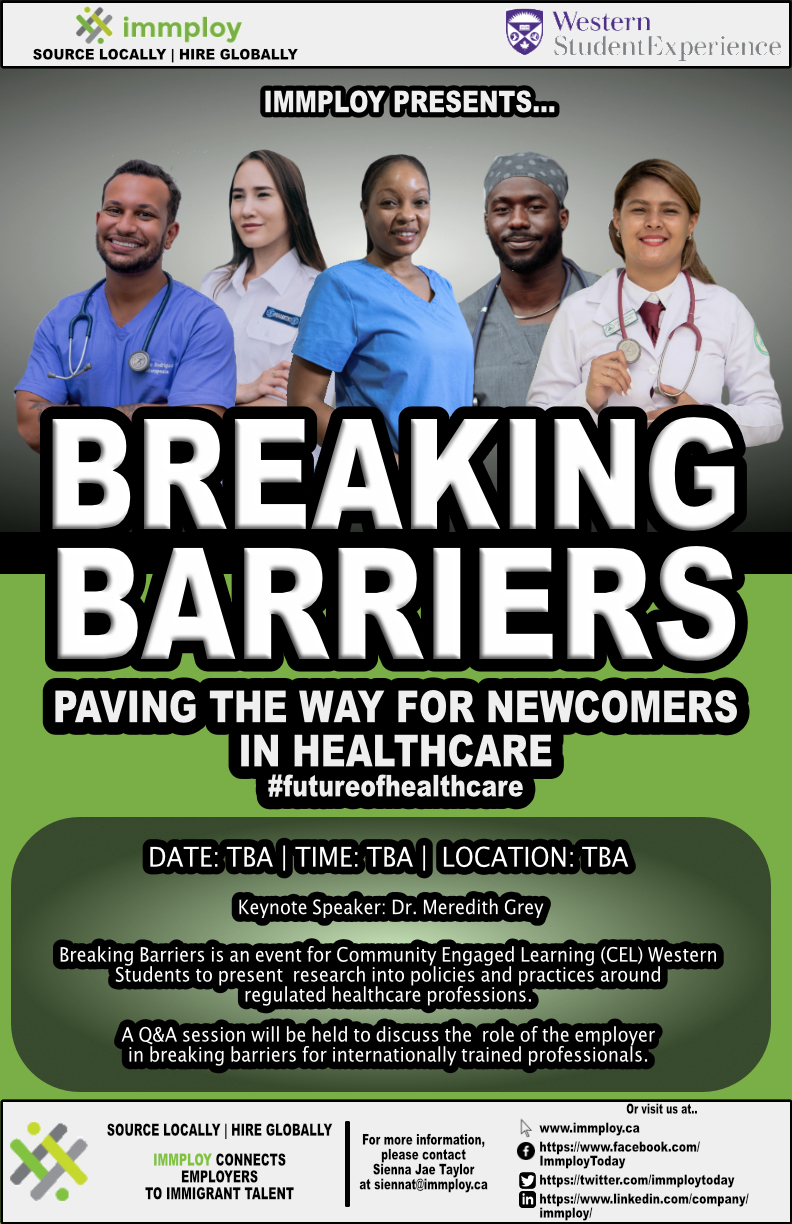 immploy
SOURCE LOCALLY | HIRE GLOBALLY
Western
StudentExperience
IMMPLOY PRESENTS...
BREAKING
BARRIERS
PAVING THE WAY FOR NEWCOMERS
IN HEALTHCARE
#futureofhealthcare
DATE: TBA | TIME: TBA | LOCATION: TBA
Keynote Speaker: Dr. Meredith Grey
Breaking Barriers is an event for Community Engaged Learning (CEL) Western
Students to present research into policies and practices around
regulated healthcare professions.
A Q&A session will be held to discuss the role of the employer
in breaking barriers for internationally trained professionals.
SOURCE LOCALLY | HIRE GLOBALLY
IMMPLOY CONNECTS
EMPLOYERS
TO IMMIGRANT TALENT
For more information,
please contact
Sienna Jae Taylor
at siennat@immploy.ca
Or visit us at..
www.immploy.ca
https://www.facebook.com/
ImmployToday
https://twitter.com/immploytoday
https://www.linkedin.com/company/
immploy/